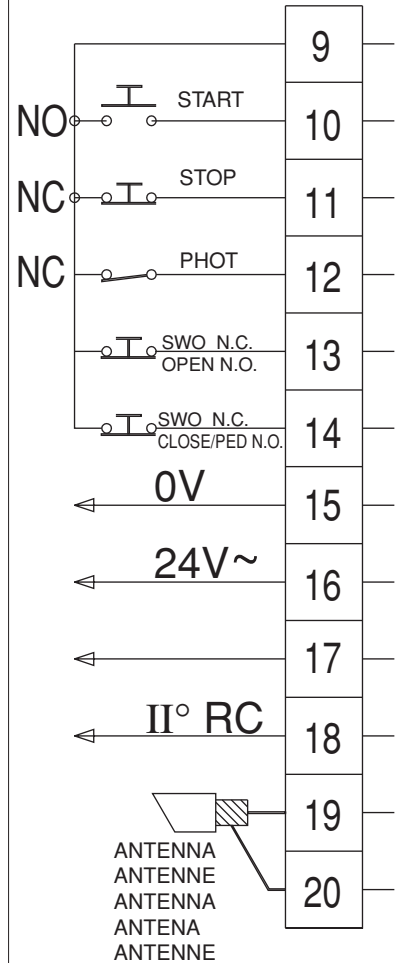 9
NO START 10
NC STOP 11
NC PHOT 12
SWO N.C. 13
OPEN N.O.
SWO N.C. 14
CLOSE/PED N.O.
0V 15
24V~ 16
17
II° RC 18
19
ANTENNA
ANTENNE 20
ANTENNA
ANTENA
ANTENNE